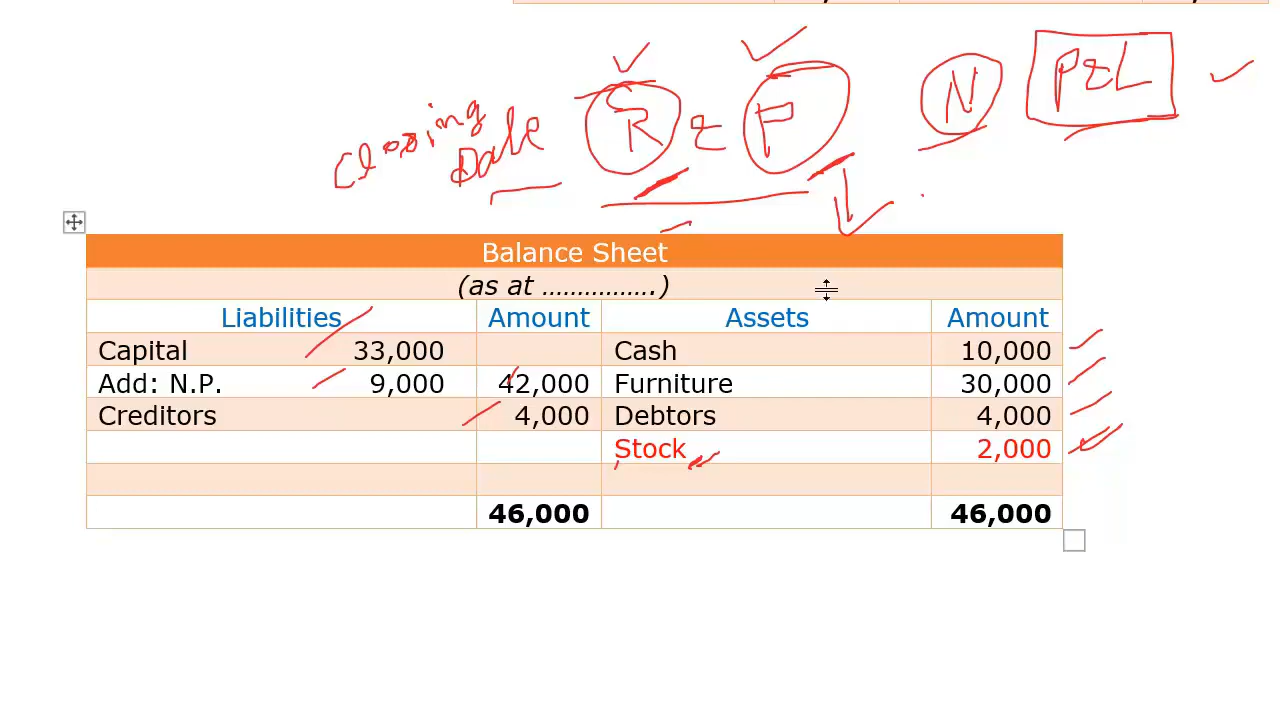 Closing Date R & P N P&L
Balance Sheet
(as at …………….)
Liabilities Amount Assets Amount
Capital 33,000 Cash 10,000
Add: N.P. 9,000 42,000 Furniture 30,000
Creditors 4,000 Debtors 4,000
Stock 2,000
46,000 46,000